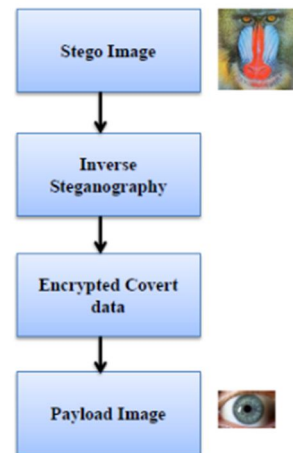 Stego Image
Inverse
Steganography
Encrypted Covert
data
Payload Image